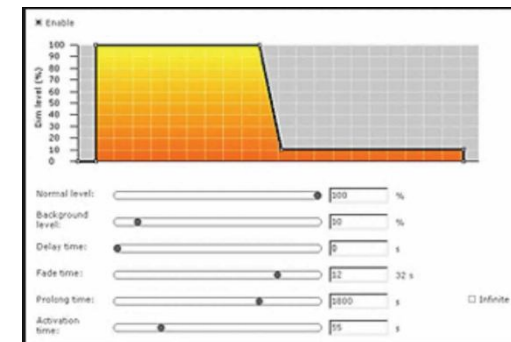 Enable
100
90
80
70
60
50
40
30
20
10
0
Dim level (%)
Normal level: 100 %
Background level: 10 %
Delay time: 0 s
Fade time: 12 32 s
Prolong time: 1800 s Infinite
Activation time: 55 s